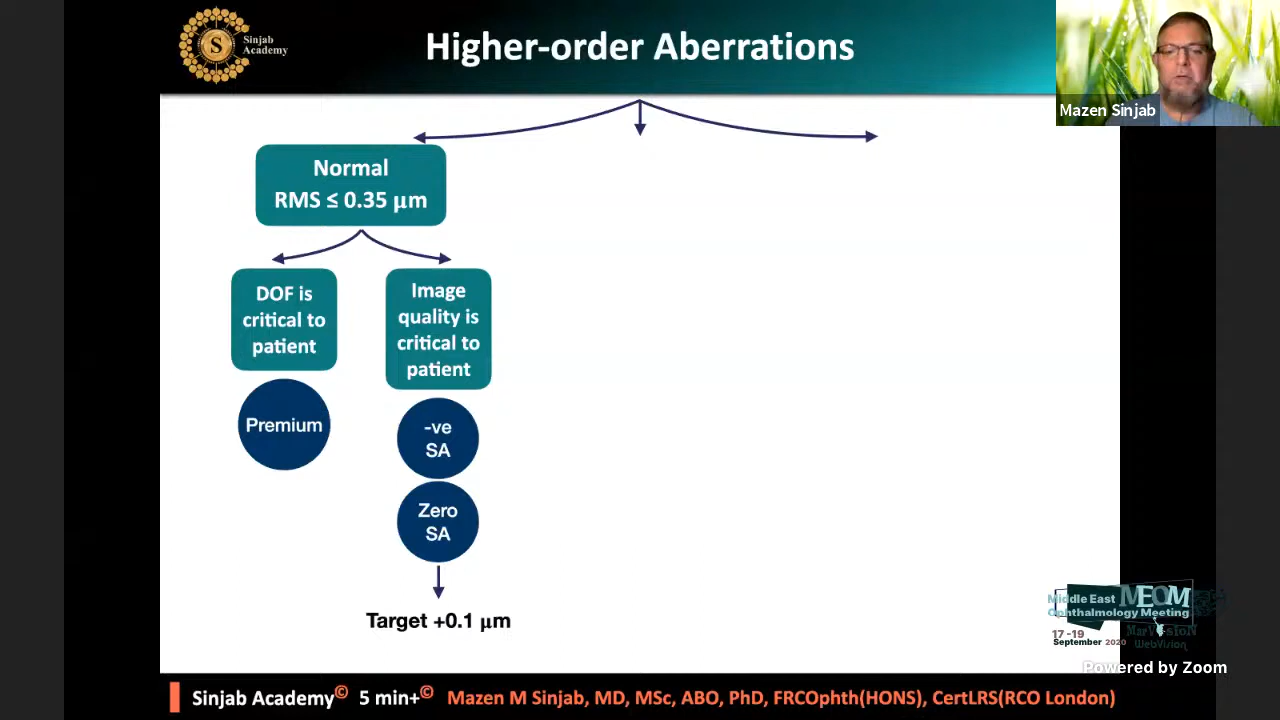 S
Sinjab
Academy
Higher-order Aberrations
Mazen Sinjab
Normal
RMS ≤ 0.35 µm
DOF is
critical to
patient
Image
quality is
critical to
patient
Premium
-ve
SA
Zero
SA
Target +0.1 µm
Middle East MEOM
Ophthalmology Meeting
17-19
September 2020
MarVision
WebVision
Powered by Zoom
Sinjab Academy© 5 min+© Mazen M Sinjab, MD, MSc, ABO, PhD, FRCOphth(HONS), CertLRS(RCO London)